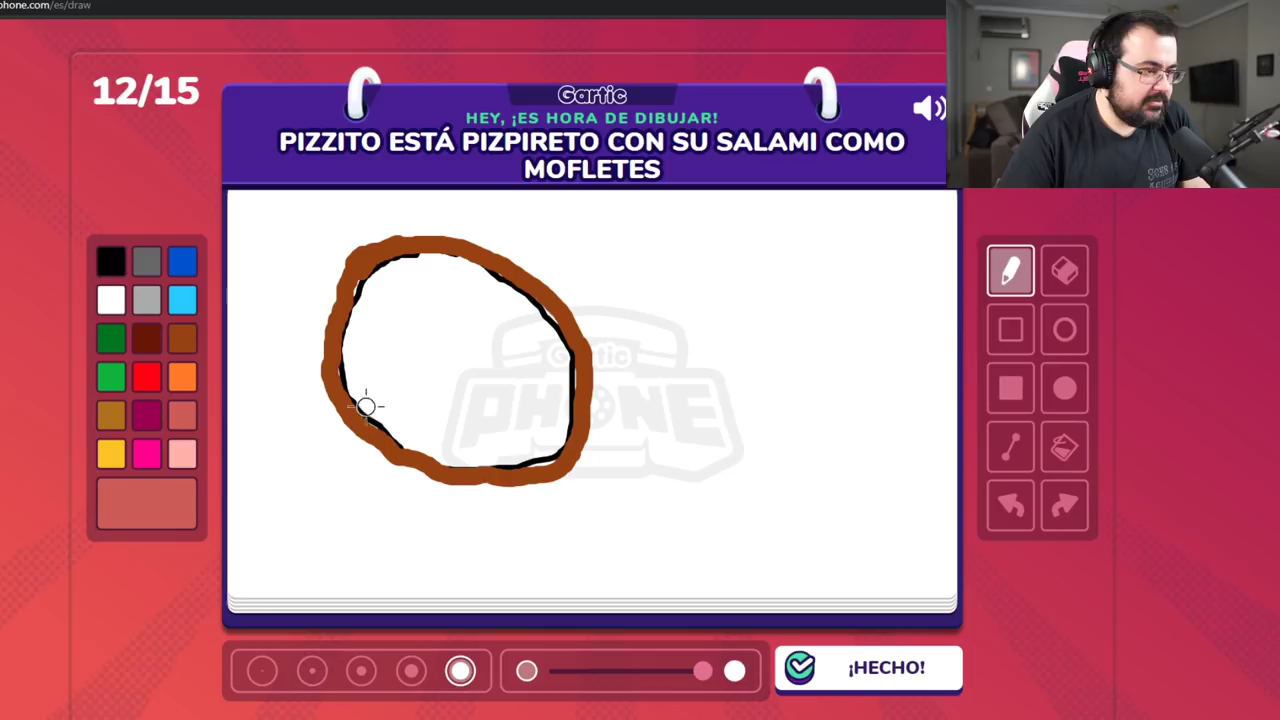 phone.com/es/draw
12/15
Gartic
HEY, ¡ES HORA DE DIBUJAR!
PIZZITO ESTÁ PIZPIRETO CON SU SALAMI COMO
MOFLETES
Gartic
PHONE
¡HECHO!